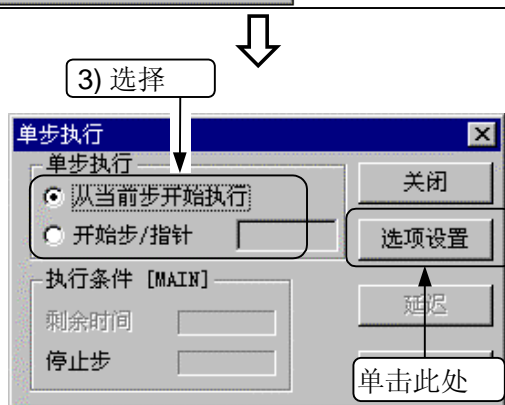 3) 选择
单步执行
单步执行
从当前步开始执行
开始步/指针
关闭
选项设置
执行条件 [MAIN]
剩余时间
停止步
延迟
单击此处